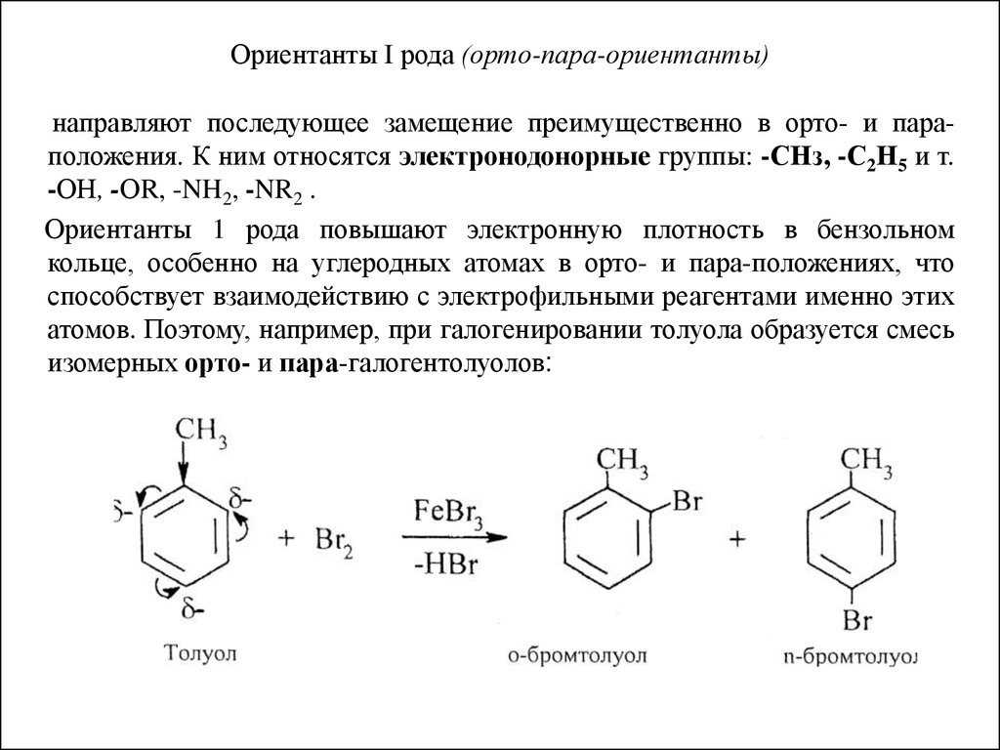 Ориентанты I рода (орто-пара-ориентанты)
направляют последующее замещение преимущественно в орто- и пара-
положения. К ним относятся электронодонорные группы: -СНз, -С2Н5 и т.
-ОН, -OR, -NH2, -NR2 .
Ориентанты 1 рода повышают электронную плотность в бензольном
кольце, особенно на углеродных атомах в орто- и пара-положениях, что
способствует взаимодействию с электрофильными реагентами именно этих
атомов. Поэтому, например, при галогенировании толуола образуется смесь
изомерных орто- и пара-галогентолуолов:
CH3
CH3
CH3
δ-
δ-
Br
FeBr3
+ Br2
+
-HBr
δ-
Br
Толуол
о-бромтолуол
п-бромтолуол